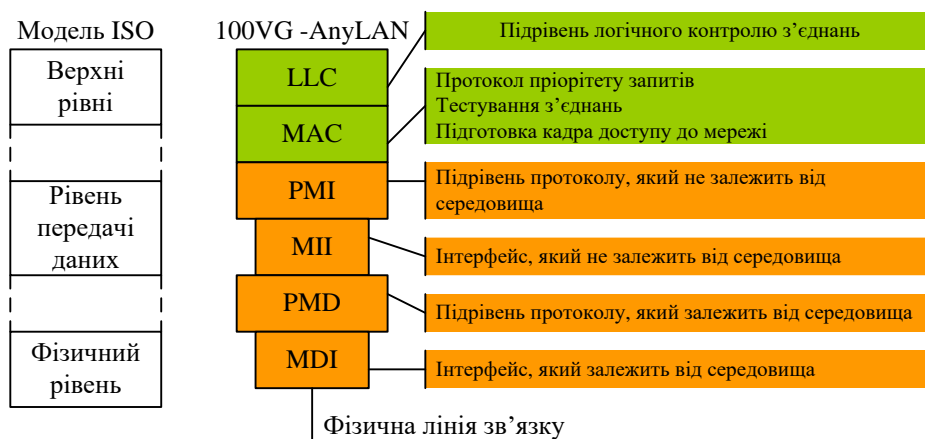 Модель ISO
100VG -AnyLAN
Верхні
рівні
Рівень
передачі
даних
Фізичний
рівень
LLC
MAC
PMI
MII
PMD
MDI
Підрівень логічного контролю з’єднань
Протокол пріорітету запитів
Тестування з’єднань
Підготовка кадра доступу до мережі
Підрівень протоколу, який не залежить від
середовища
Інтерфейс, який не залежить від середовища
Підрівень протоколу, який залежить від середовища
Інтерфейс, який залежить від середовища
Фізична лінія зв’язку